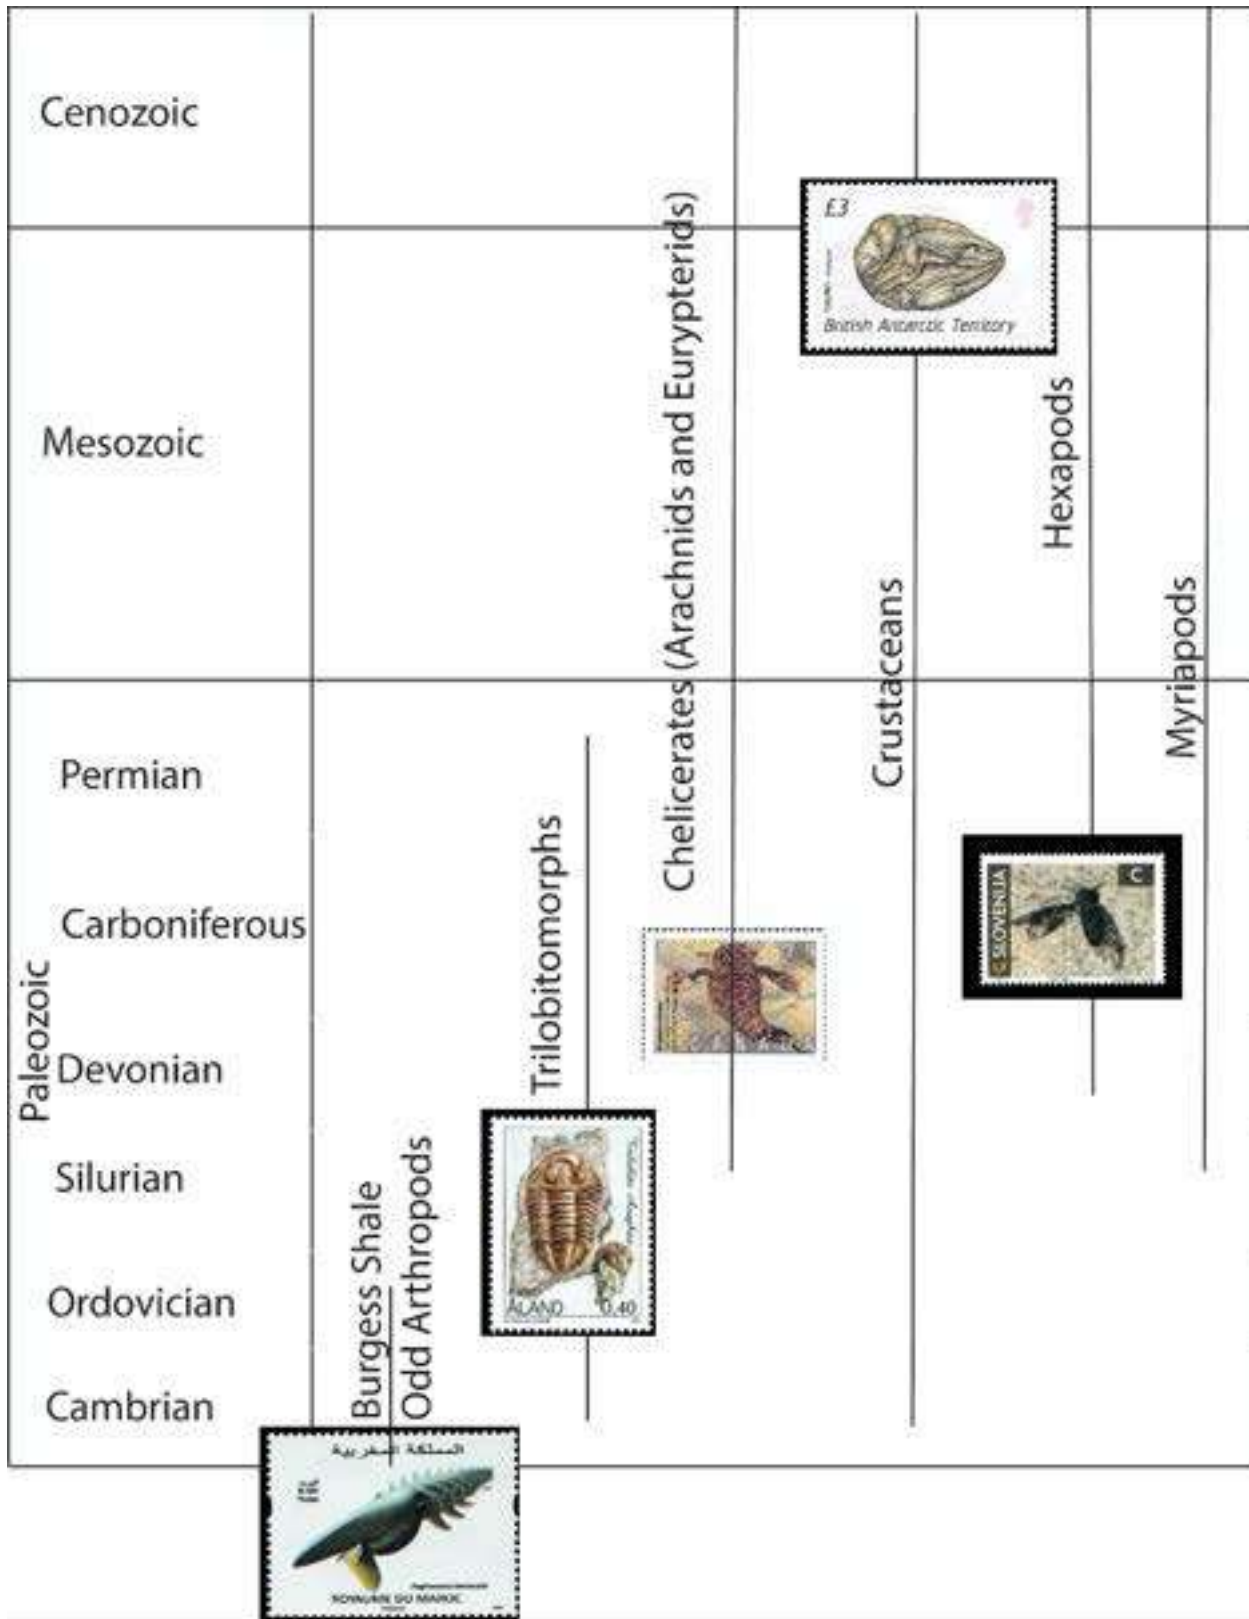 Cenozoic
Mesozoic
Paleozoic
Permian
Carboniferous
Devonian
Silurian
Ordovician
Cambrian
Burgess Shale
Odd Arthropods
Trilobitomorphs
Chelicerates (Arachnids and Eurypterids)
Crustaceans
Hexapods
Myriapods
£3
British Antarctic Territory
SLOVENIJA
C
ÅLAND
0,40
المملكة المغربية
ROYAUME DU MAROC